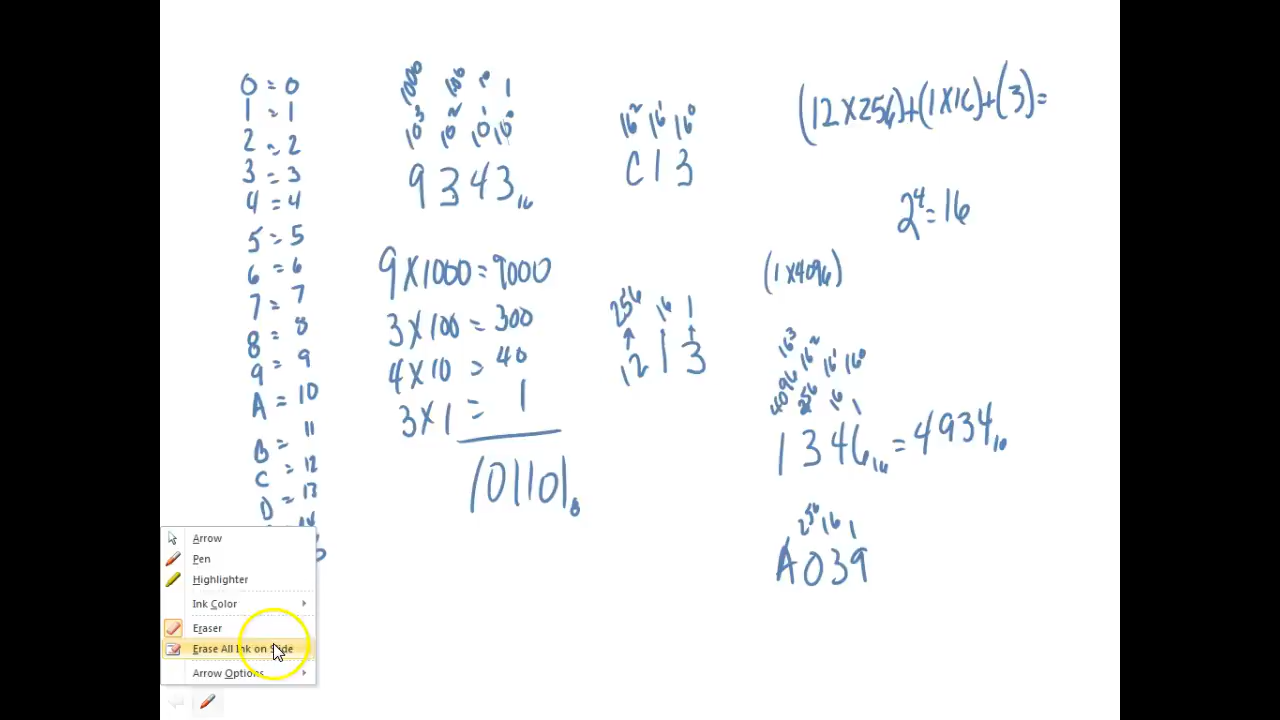 0 = 0
1 = 1
2 = 2
3 = 3
4 = 4
5 = 5
6 = 6
7 = 7
8 = 8
9 = 9
A = 10
B = 11
C = 12
D = 13
1000 100 10 1
10³ 10² 10¹ 10⁰
9343₁₆
9X1000=9000
3X100 = 300
4X10 = 40
3X1 = 1
101101₈
16² 16¹ 16⁰
C13
256 16 1
12 1 3
(12X256)+(1X16)+(3)=
2⁴=16
(1X4096)
16³ 16² 16¹ 16⁰
4096 256 16 1
1346₁₆=4934₁₀
256 16 1
A039
Arrow
Pen
Highlighter
Ink Color
Eraser
Erase All Ink on Slide
Arrow Options